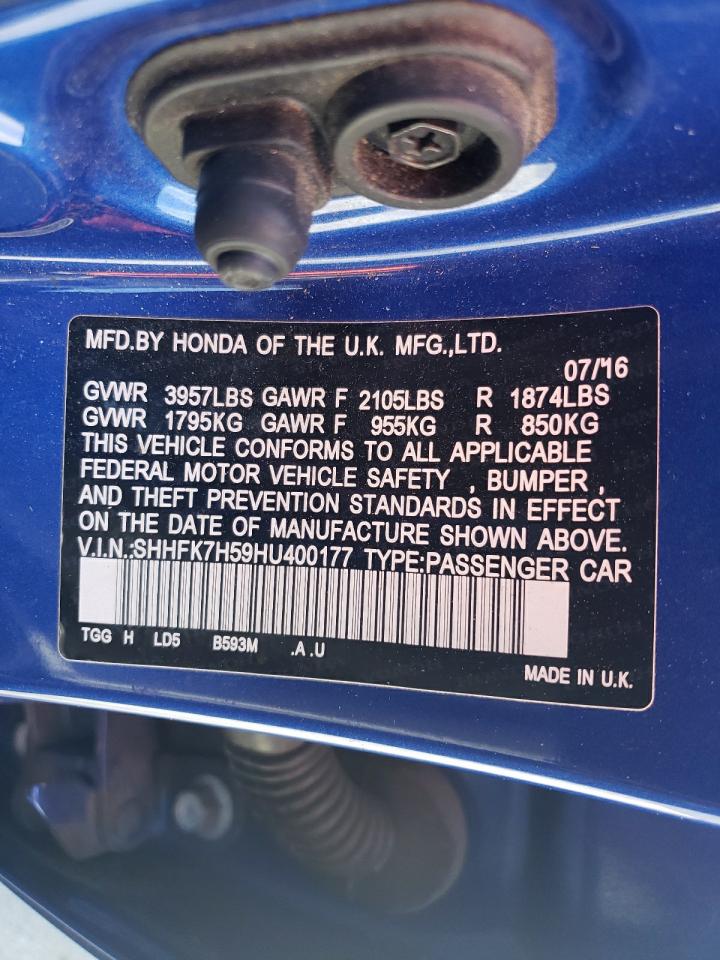 MFD.BY HONDA OF THE U.K. MFG.,LTD.
07/16
GVWR 3957LBS GAWR F 2105LBS R 1874LBS
GVWR 1795KG GAWR F 955KG R 850KG
THIS VEHICLE CONFORMS TO ALL APPLICABLE
FEDERAL MOTOR VEHICLE SAFETY , BUMPER ,
AND THEFT PREVENTION STANDARDS IN EFFECT
ON THE DATE OF MANUFACTURE SHOWN ABOVE.
V.I.N.:SHHFK7H59HU400177 TYPE:PASSENGER CAR
TGG H LD5 B593M .A .U
MADE IN U.K.